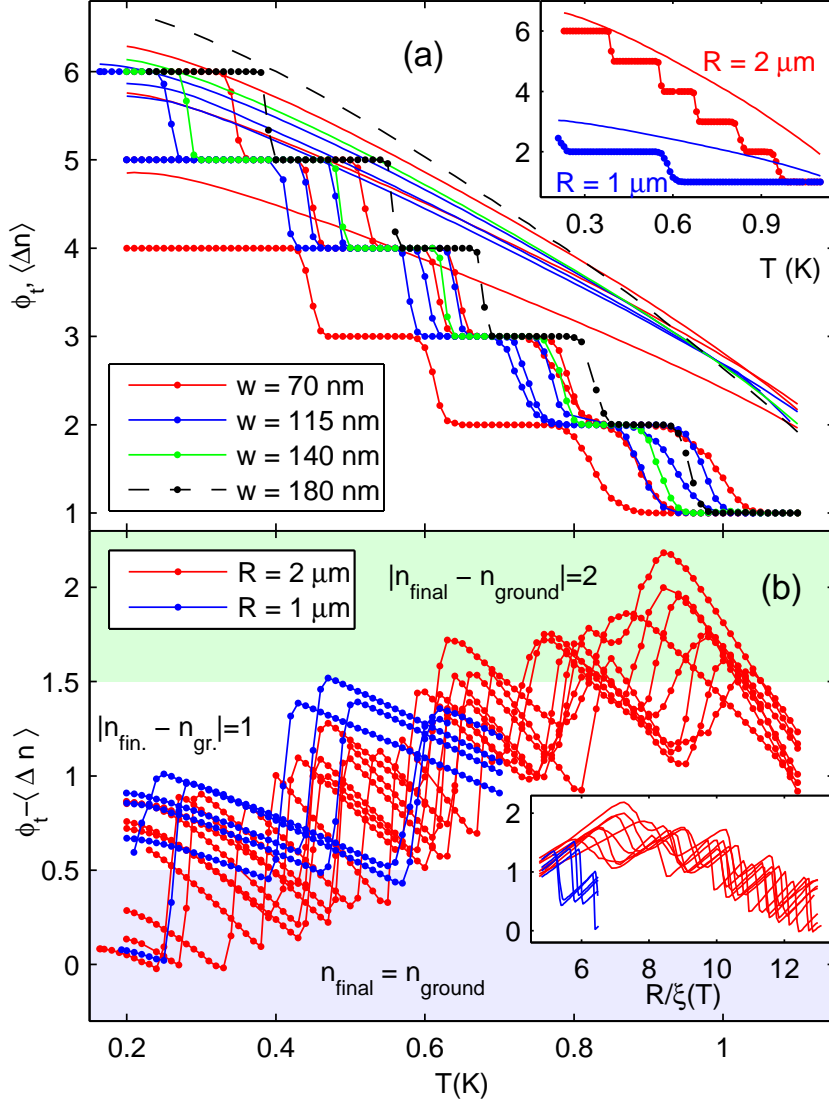 (a)
6
5
4
3
2
1
ϕt, ⟨Δn⟩
w = 70 nm
w = 115 nm
w = 140 nm
w = 180 nm
6
4
2
R = 2 μm
R = 1 μm
0.3 0.6 0.9
T (K)
(b)
R = 2 μm
R = 1 μm
|nfinal − nground|=2
|nfin. − ngr.|=1
nfinal = nground
2
1.5
1
0.5
0
ϕt−⟨Δ n⟩
2
1
0
6 8 10 12
R/ξ(T)
0.2 0.4 0.6 0.8 1
T(K)